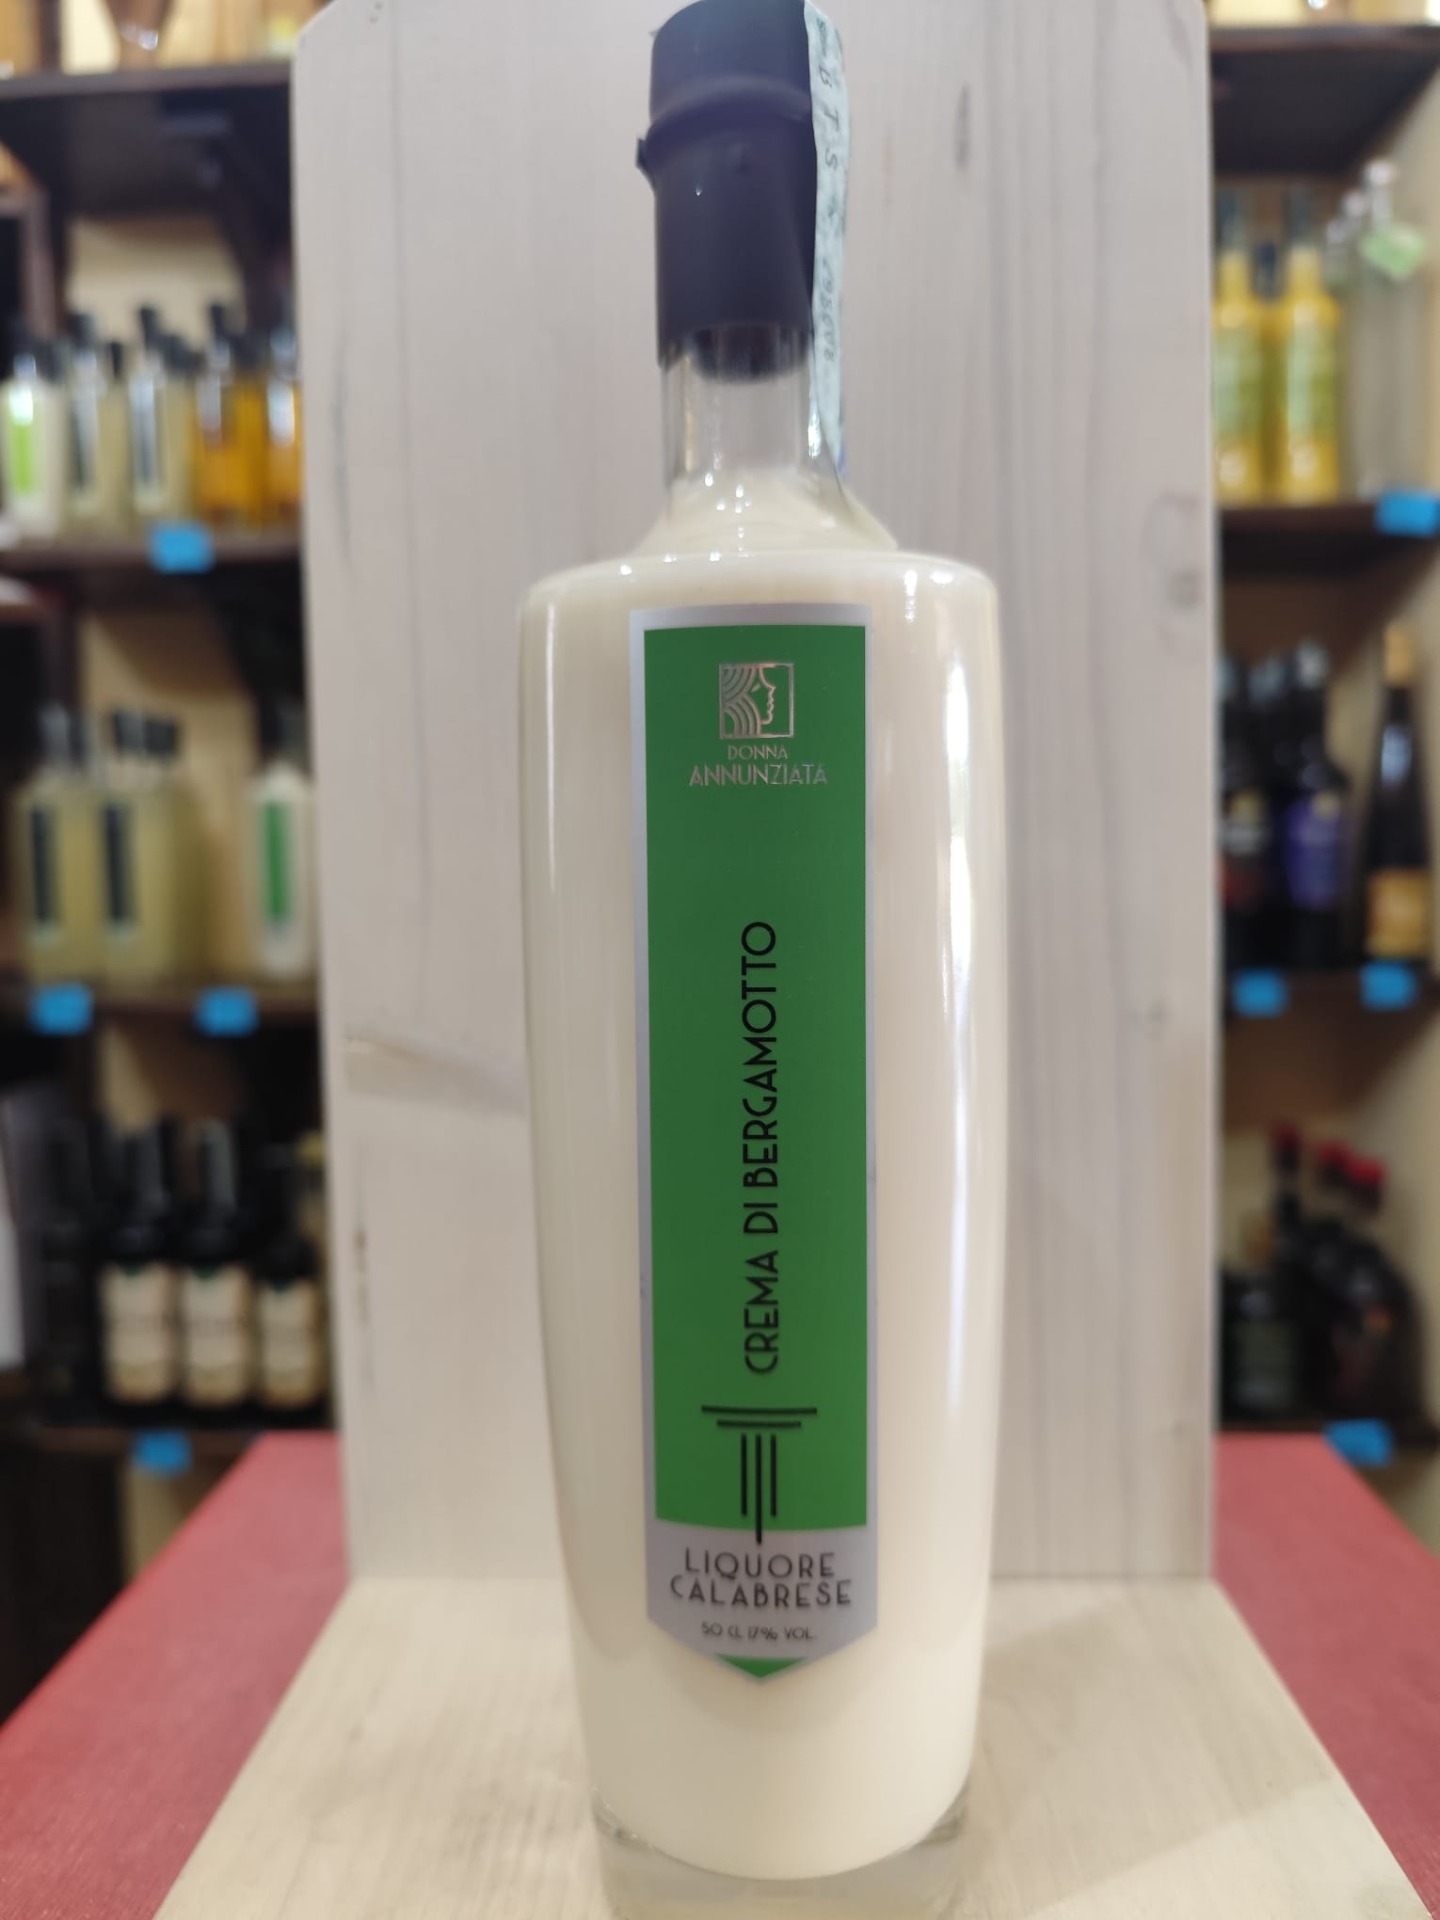 DONNA
ANNUNZIATA
CREMA DI BERGAMOTTO
LIQUORE
CALABRESE
50 CL 17% VOL.